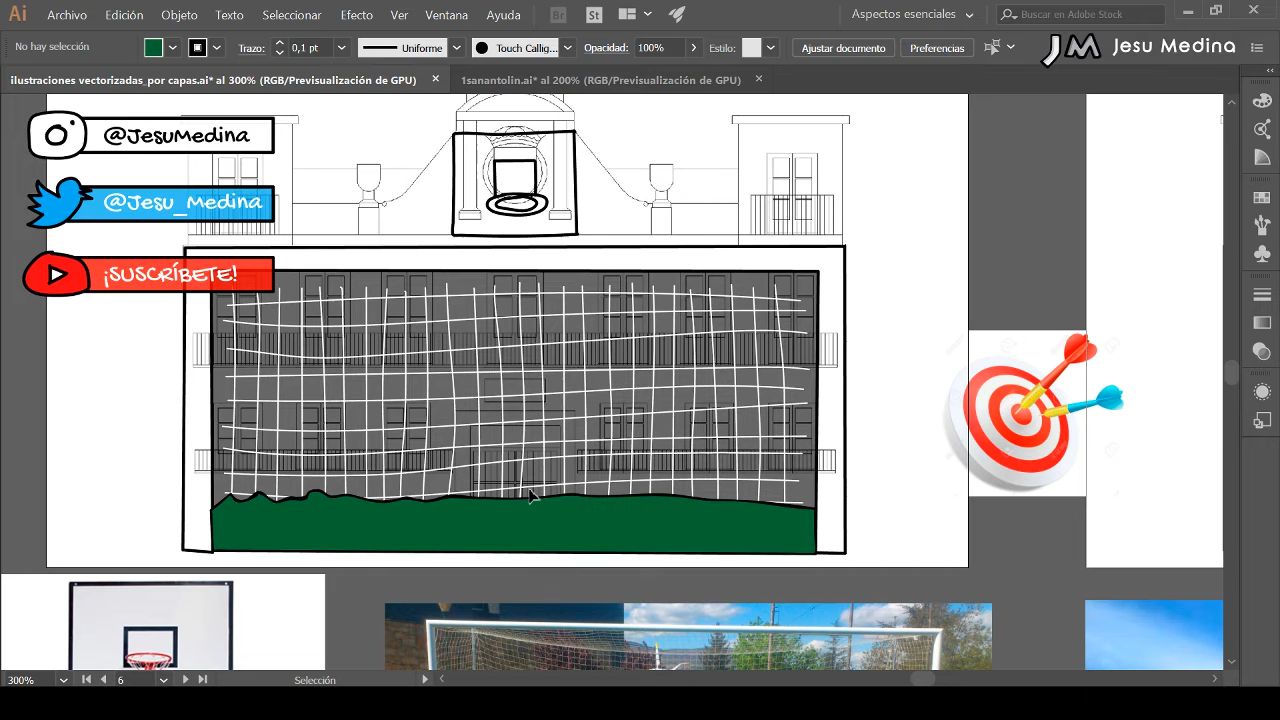 Ai Archivo Edición Objeto Texto Seleccionar Efecto Ver Ventana Ayuda Br St Aspectos esenciales Buscar en Adobe Stock
No hay selección Trazo: 0,1 pt Uniforme Touch Callig... Opacidad: 100% Estilo: Ajustar documento Preferencias JM Jesu Medina
ilustraciones vectorizadas_por capas.ai* al 300% (RGB/Previsualización de GPU) 1sanantolin.ai* al 200% (RGB/Previsualización de GPU)
@JesuMedina
@Jesu_Medina
¡SUSCRÍBETE!
300% 6 Selección